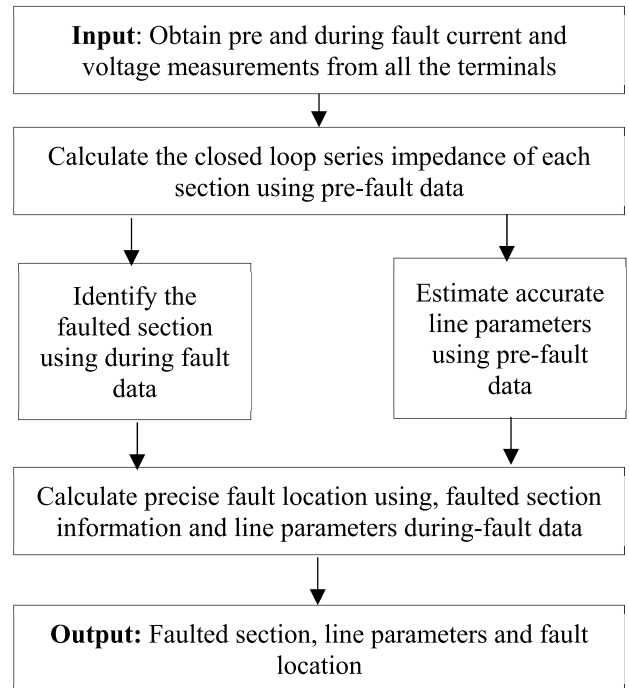 Input: Obtain pre and during fault current and
voltage measurements from all the terminals
Calculate the closed loop series impedance of each
section using pre-fault data
Identify the
faulted section
using during fault
data
Estimate accurate
line parameters
using pre-fault
data
Calculate precise fault location using, faulted section
information and line parameters during-fault data
Output: Faulted section, line parameters and fault
location